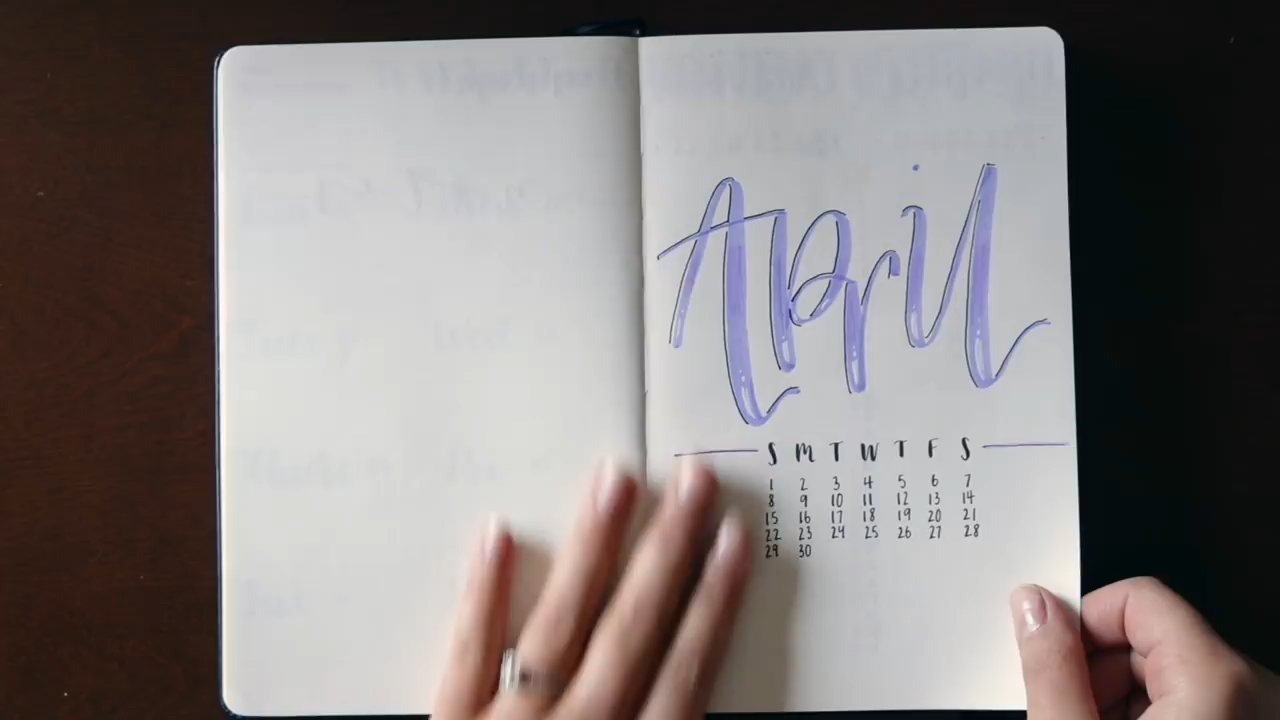 April
S M T W T F S
1 2 3 4 5 6 7
8 9 10 11 12 13 14
15 16 17 18 19 20 21
22 23 24 25 26 27 28
29 30